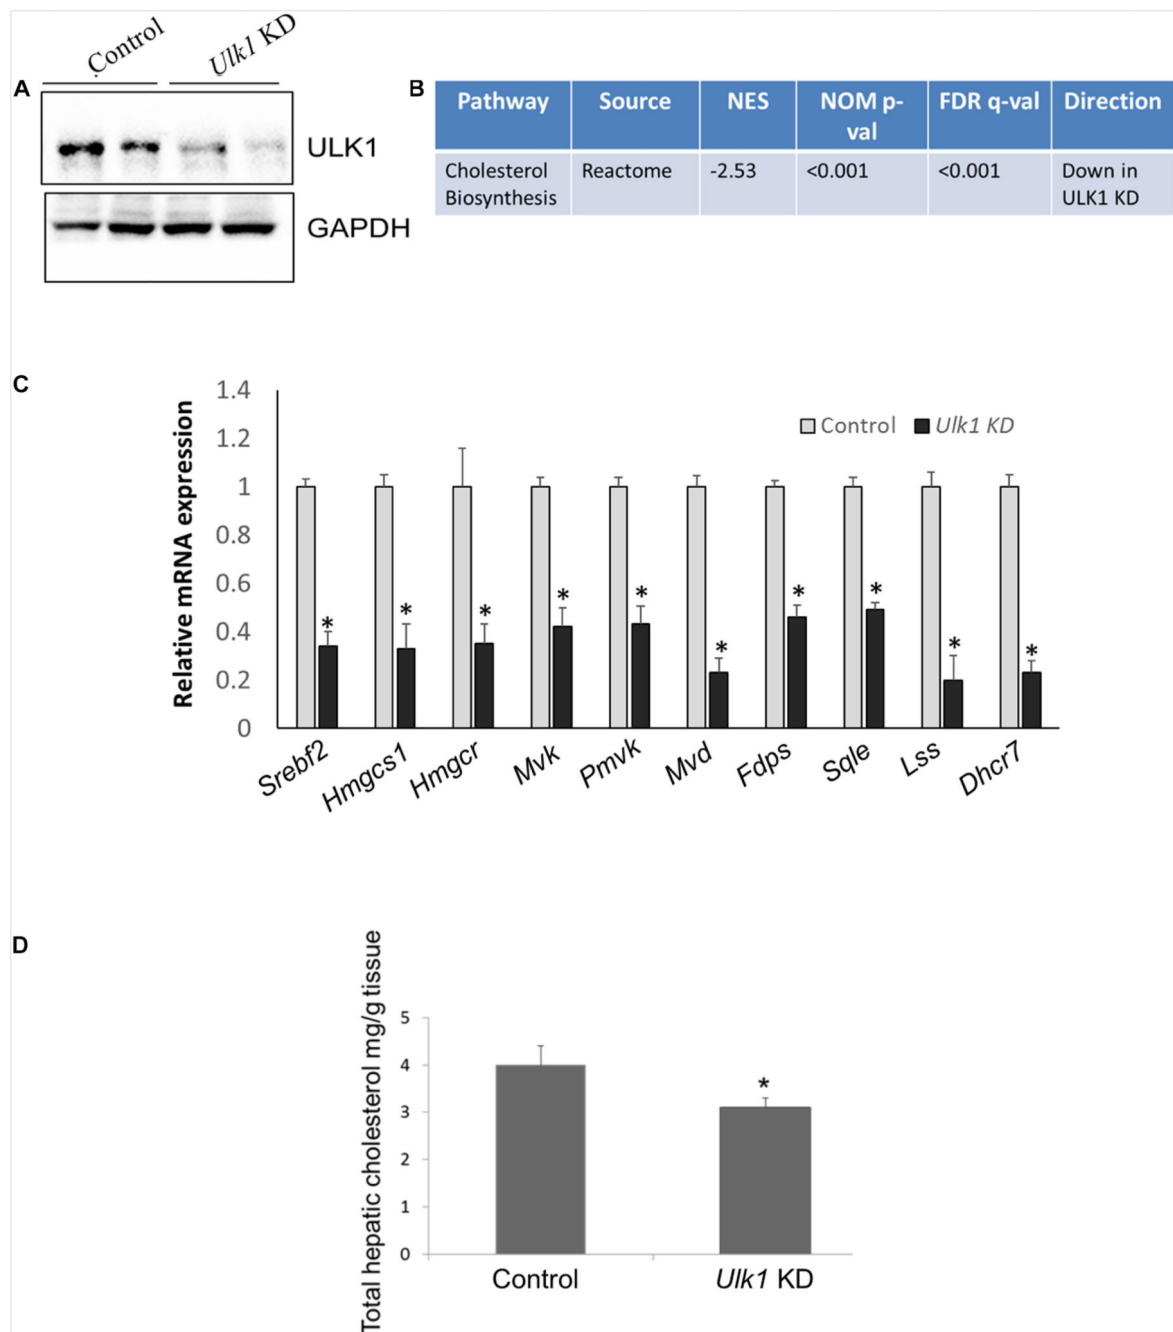 Control
Ulk1 KD
A
ULK1
GAPDH
B
Pathway Source NES NOM p-val FDR q-val Direction
Cholesterol Biosynthesis Reactome -2.53 <0.001 <0.001 Down in ULK1 KD
C
Relative mRNA expression
1.4
1.2
1
0.8
0.6
0.4
0.2
0
Control Ulk1 KD
* * * * * * * * * *
Srebf2 Hmgcs1 Hmgcr Mvk Pmvk Mvd Fdps Sqle Lss Dhcr7
D
Total hepatic cholesterol mg/g tissue
5
4
3
2
1
0
*
Control Ulk1 KD